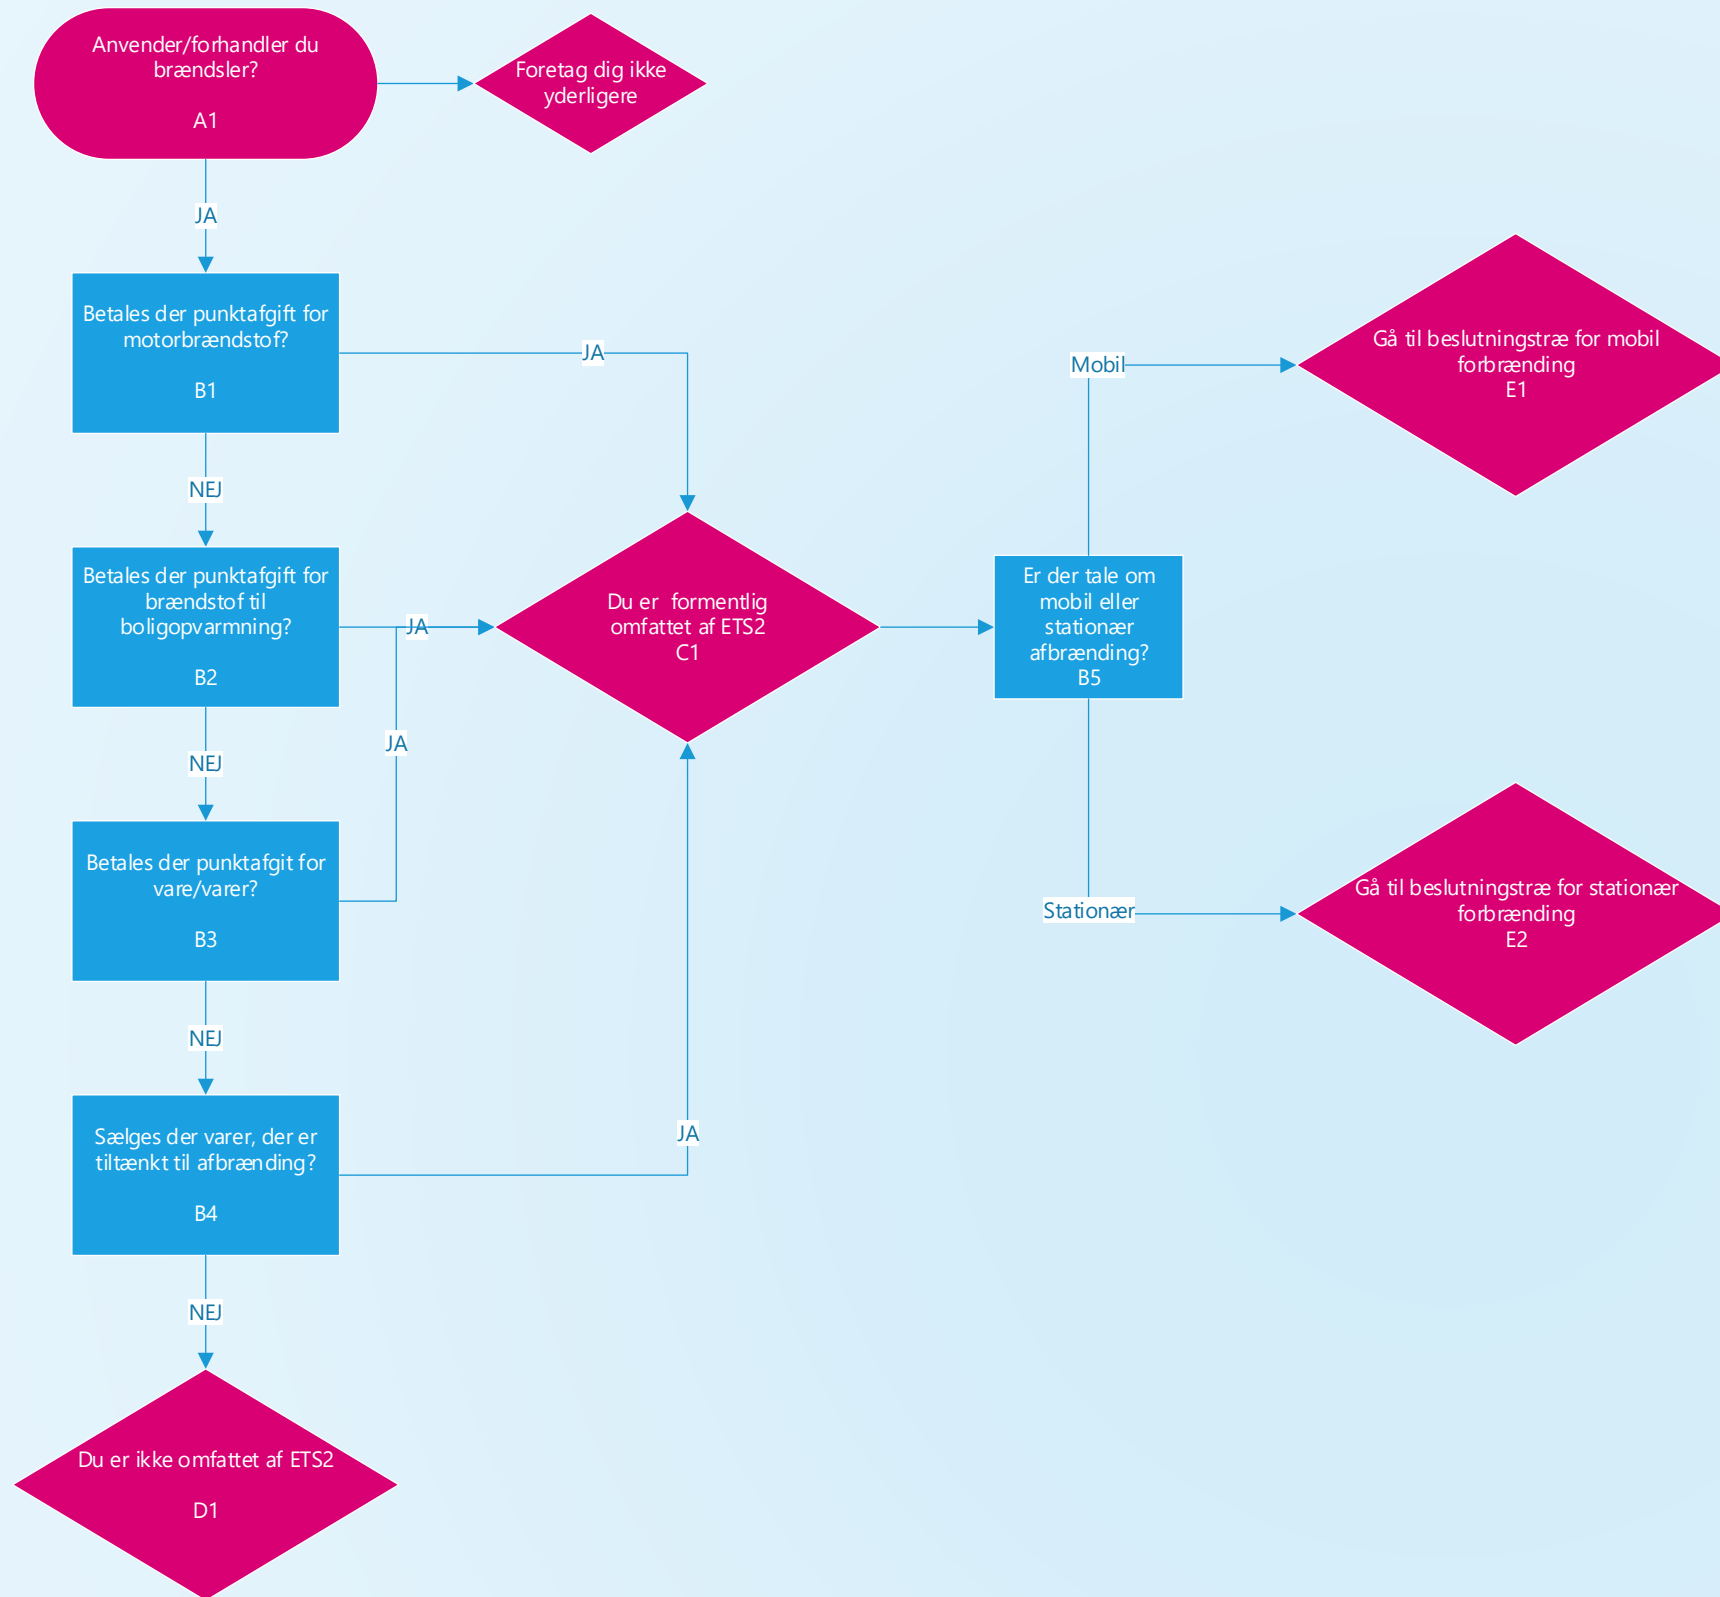 Anvender/forhandler du
brændsler?
A1
Foretag dig ikke
yderligere
JA
Betales der punktafgift for
motorbrændstof?
B1
JA
Mobil
Gå til beslutningstræ for mobil
forbrænding
E1
NEJ
Betales der punktafgift for
brændstof til
boligopvarmning?
B2
JA
Du er formentlig
omfattet af ETS2
C1
Er der tale om
mobil eller
stationær
afbrænding?
B5
JA
NEJ
Betales der punktafgit for
vare/varer?
B3
Stationær
Gå til beslutningstræ for stationær
forbrænding
E2
NEJ
Sælges der varer, der er
tiltænkt til afbrænding?
B4
JA
NEJ
Du er ikke omfattet af ETS2
D1